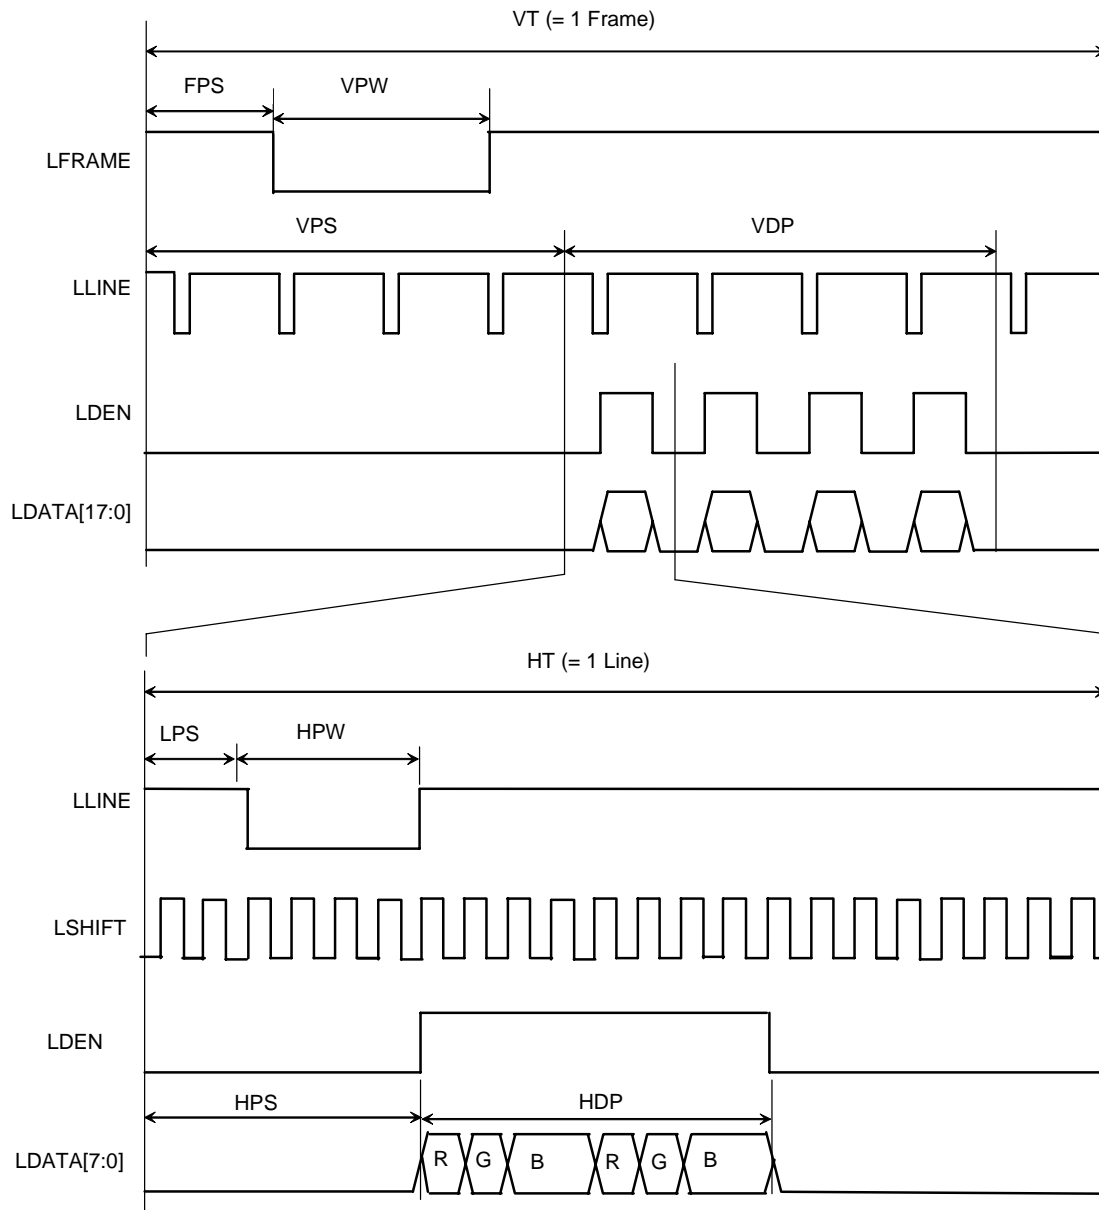 VT (= 1 Frame)
FPS
VPW
LFRAME
VPS
VDP
LLINE
LDEN
LDATA[17:0]
HT (= 1 Line)
LPS
HPW
LLINE
LSHIFT
LDEN
HPS
HDP
LDATA[7:0]
R G B R G B